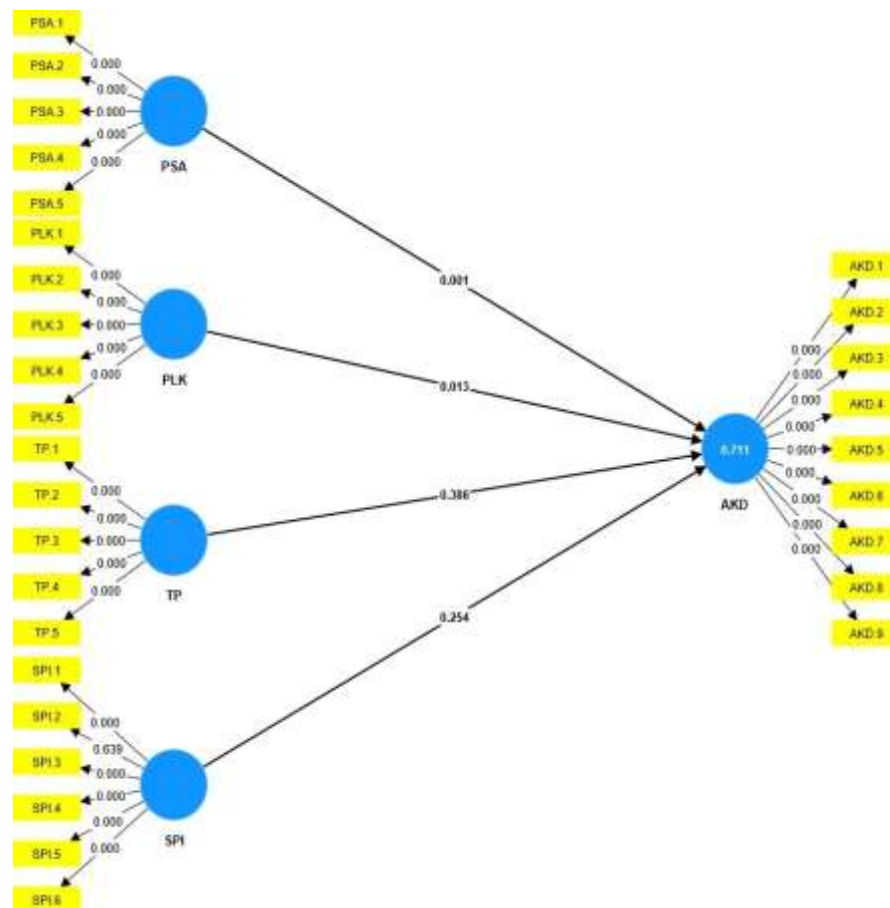 PSA.1
0.000
PSA.2
0.000
PSA.3
0.000
PSA.4
0.000
PSA.5
0.000
PSA
PLK.1
0.000
PLK.2
0.000
PLK.3
0.000
PLK.4
0.000
PLK.5
0.000
PLK
TP.1
0.000
TP.2
0.000
TP.3
0.000
TP.4
0.000
TP.5
0.000
TP
SPI.1
0.000
SPI.2
0.039
SPI.3
0.000
SPI.4
0.000
SPI.5
0.000
SPI.6
0.000
SPI
0.001
0.013
0.386
0.254
0.711
AKD
AKD.1
0.000
AKD.2
0.000
AKD.3
0.000
AKD.4
0.000
AKD.5
0.000
AKD.6
0.000
AKD.7
0.000
AKD.8
0.000
AKD.9
0.000